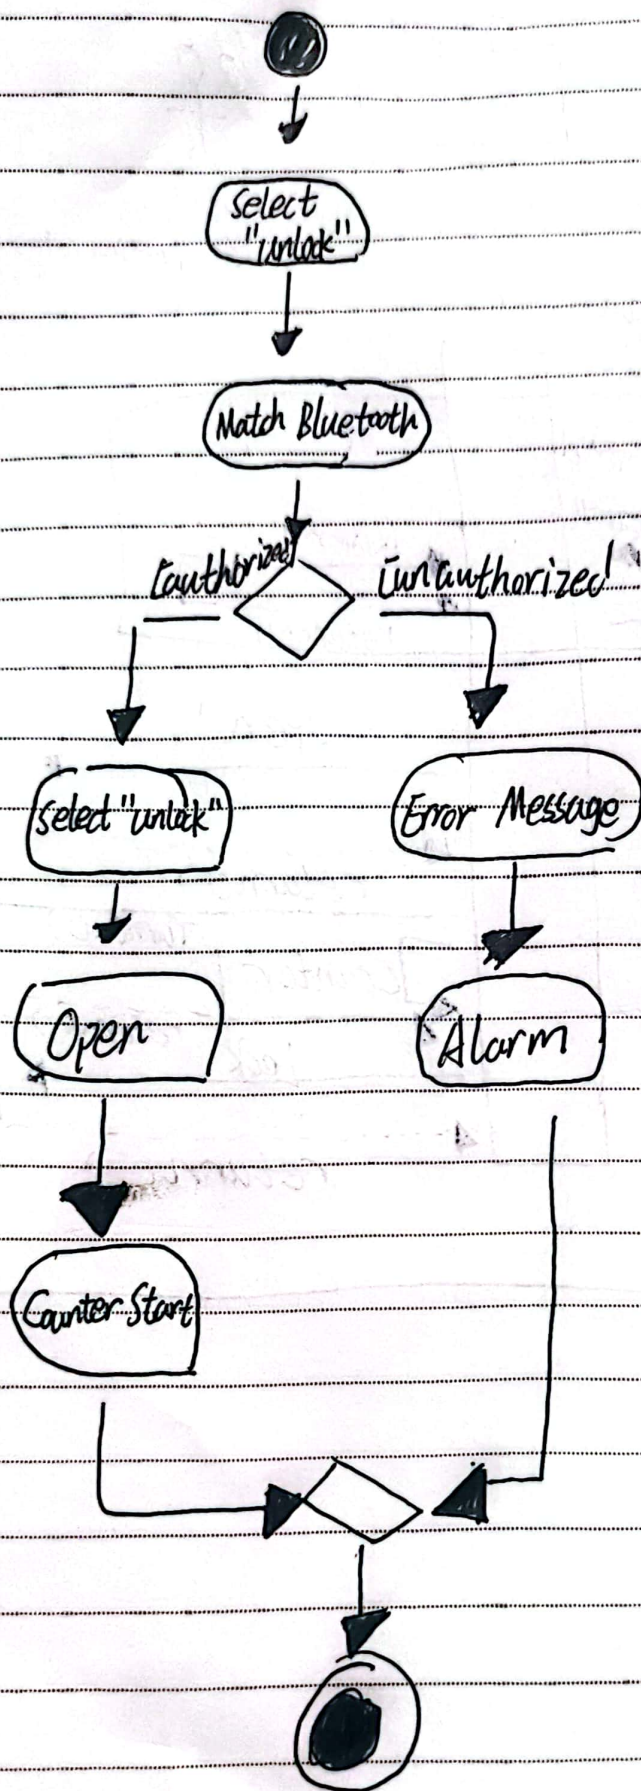 Select
"unlock"
Match Bluetooth
[authorized]
[unauthorized]
Select "unlock"
Error Message
Open
Alarm
Counter Start